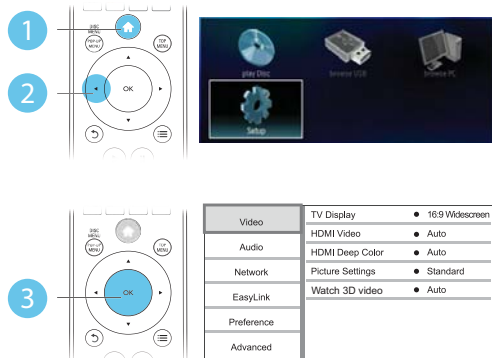 1
DISC
MENU
POP-UP
MENU
TOP
MENU
2
OK
play Disc
browse USB
browse PC
Setup
DISC
MENU
POP-UP
MENU
TOP
MENU
3
OK
Video
Audio
Network
EasyLink
Preference
Advanced
TV Display ● 16:9 Widescreen
HDMI Video ● Auto
HDMI Deep Color ● Auto
Picture Settings ● Standard
Watch 3D video ● Auto